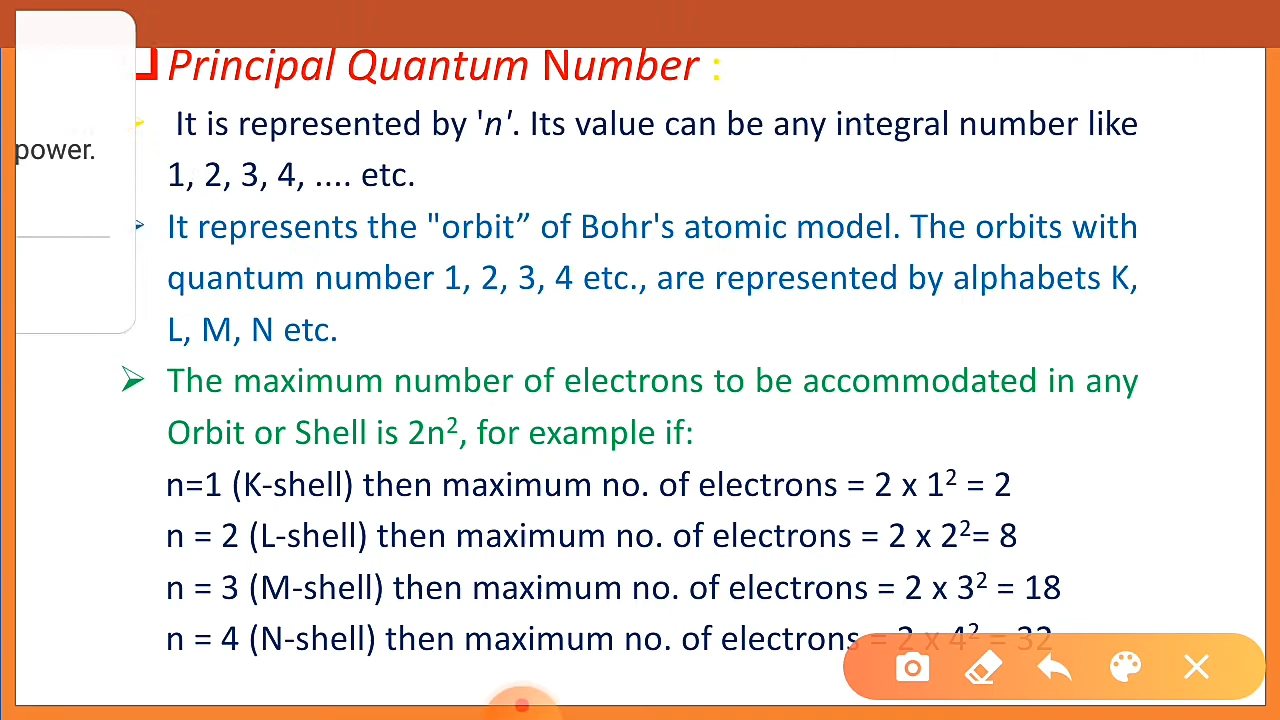 Principal Quantum Number :
It is represented by 'n'. Its value can be any integral number like
power.
1, 2, 3, 4, .... etc.
It represents the "orbit” of Bohr's atomic model. The orbits with
quantum number 1, 2, 3, 4 etc., are represented by alphabets K,
L, M, N etc.
The maximum number of electrons to be accommodated in any
Orbit or Shell is 2n², for example if:
n=1 (K-shell) then maximum no. of electrons = 2 x 1² = 2
n = 2 (L-shell) then maximum no. of electrons = 2 x 2²= 8
n = 3 (M-shell) then maximum no. of electrons = 2 x 3² = 18
n = 4 (N-shell) then maximum no. of electrons = 2 x 4² = 32